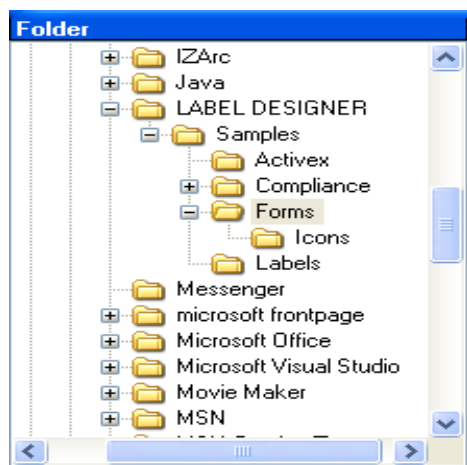 Folder
IZArc
Java
LABEL DESIGNER
Samples
Activex
Compliance
Forms
Icons
Labels
Messenger
microsoft frontpage
Microsoft Office
Microsoft Visual Studio
Movie Maker
MSN